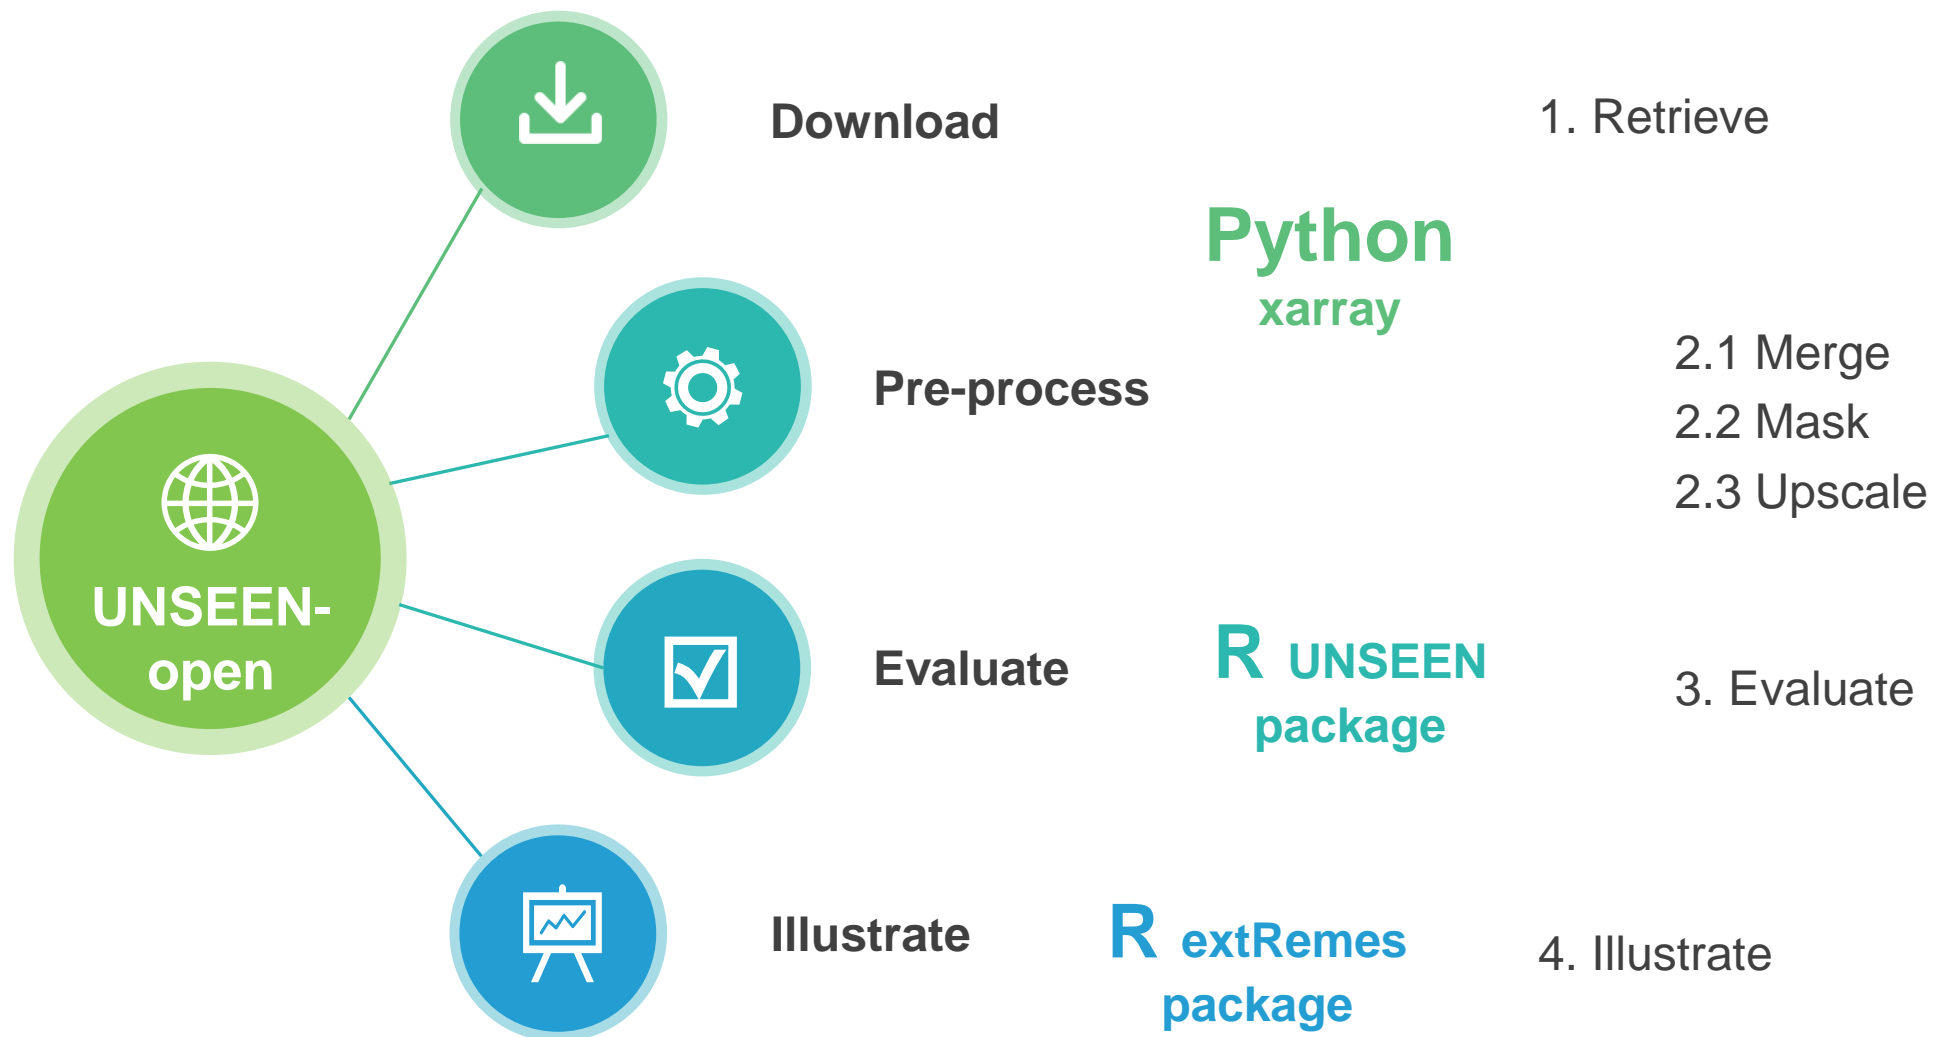 Download
1. Retrieve
Python
xarray
Pre-process
2.1 Merge
2.2 Mask
2.3 Upscale
UNSEEN-
open
Evaluate
R UNSEEN
package
3. Evaluate
Illustrate
R extRemes
package
4. Illustrate